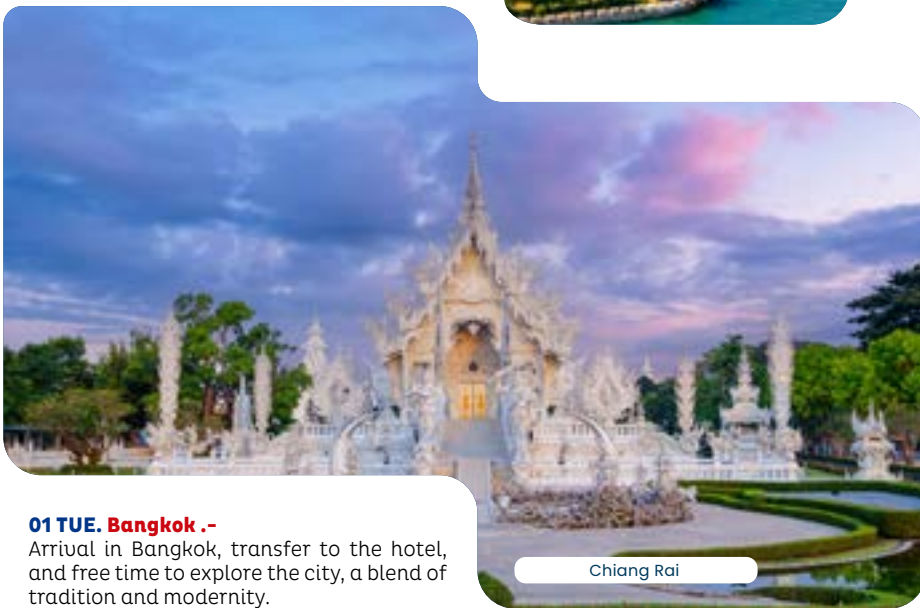 01 TUE. Bangkok .-
Arrival in Bangkok, transfer to the hotel,
and free time to explore the city, a blend of
tradition and modernity.
Chiang Rai